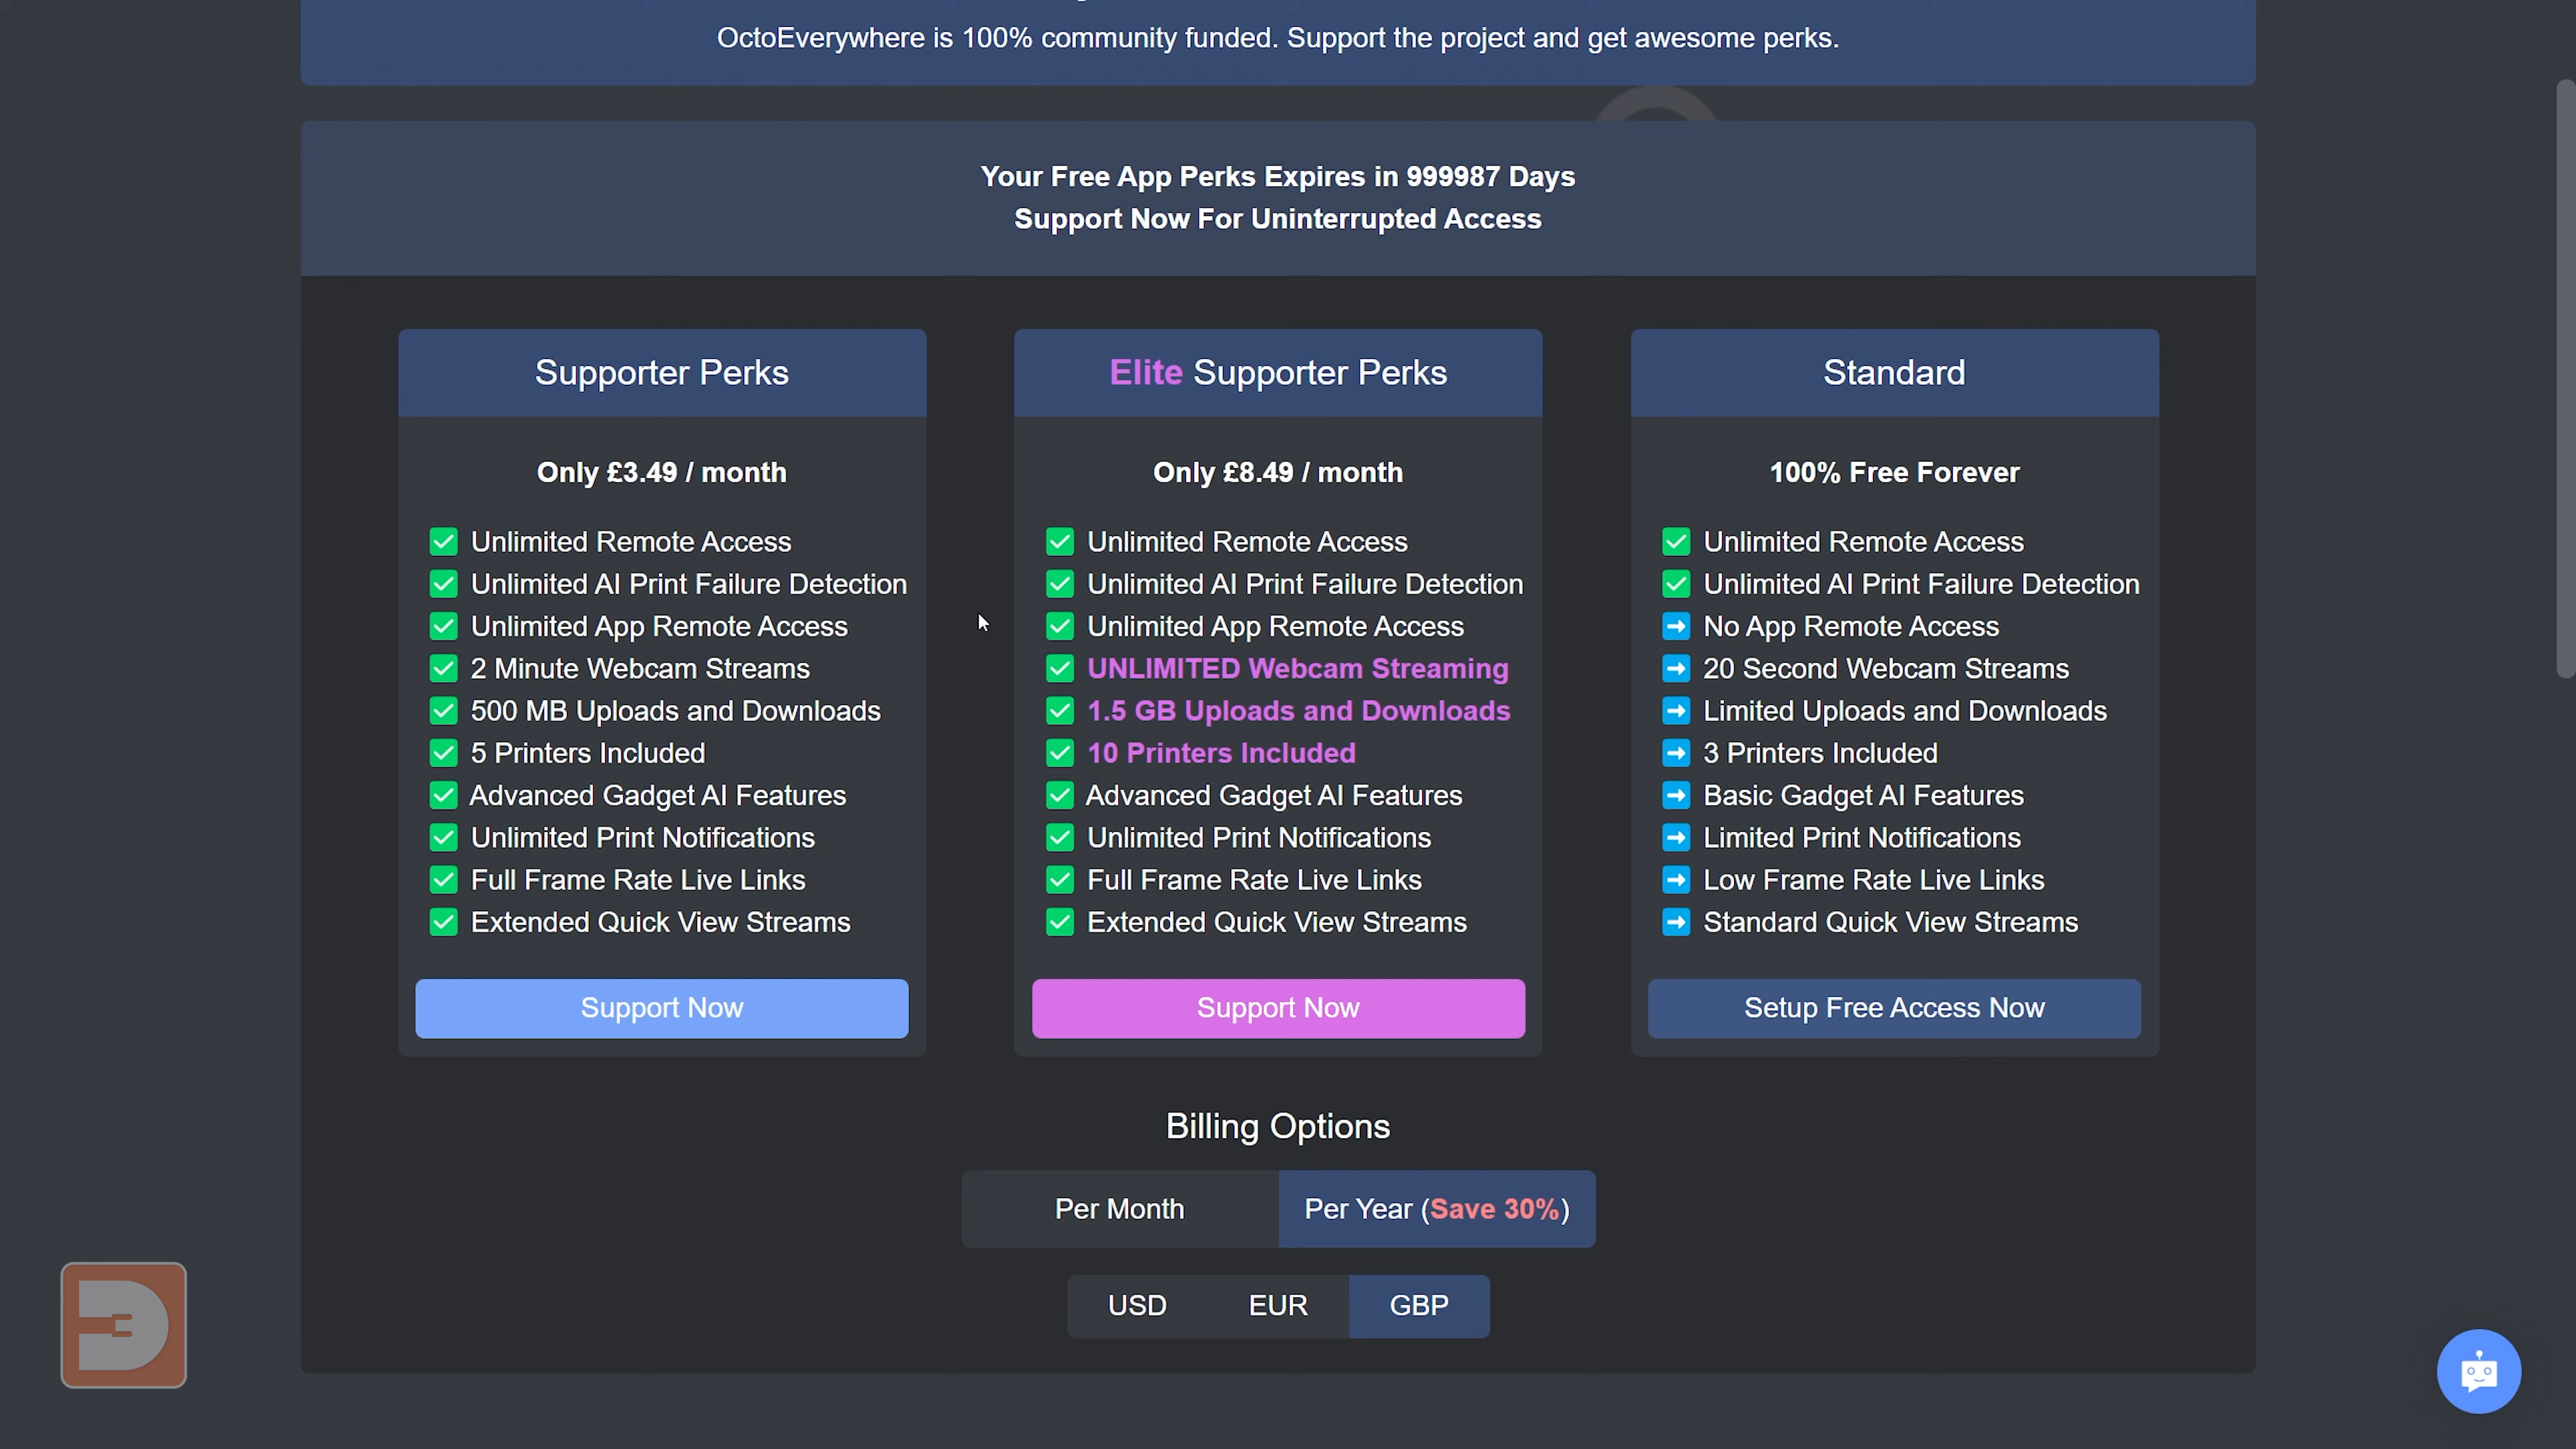 OctoEverywhere is 100% community funded. Support the project and get awesome perks.
Your Free App Perks Expires in 999987 Days
Support Now For Uninterrupted Access
Supporter Perks
Only £3.49 / month
Unlimited Remote Access
Unlimited AI Print Failure Detection
Unlimited App Remote Access
2 Minute Webcam Streams
500 MB Uploads and Downloads
5 Printers Included
Advanced Gadget AI Features
Unlimited Print Notifications
Full Frame Rate Live Links
Extended Quick View Streams
Support Now
Elite Supporter Perks
Only £8.49 / month
Unlimited Remote Access
Unlimited AI Print Failure Detection
Unlimited App Remote Access
UNLIMITED Webcam Streaming
1.5 GB Uploads and Downloads
10 Printers Included
Advanced Gadget AI Features
Unlimited Print Notifications
Full Frame Rate Live Links
Extended Quick View Streams
Support Now
Standard
100% Free Forever
Unlimited Remote Access
Unlimited AI Print Failure Detection
No App Remote Access
20 Second Webcam Streams
Limited Uploads and Downloads
3 Printers Included
Basic Gadget AI Features
Limited Print Notifications
Low Frame Rate Live Links
Standard Quick View Streams
Setup Free Access Now
Billing Options
Per Month
Per Year (Save 30%)
USD
EUR
GBP